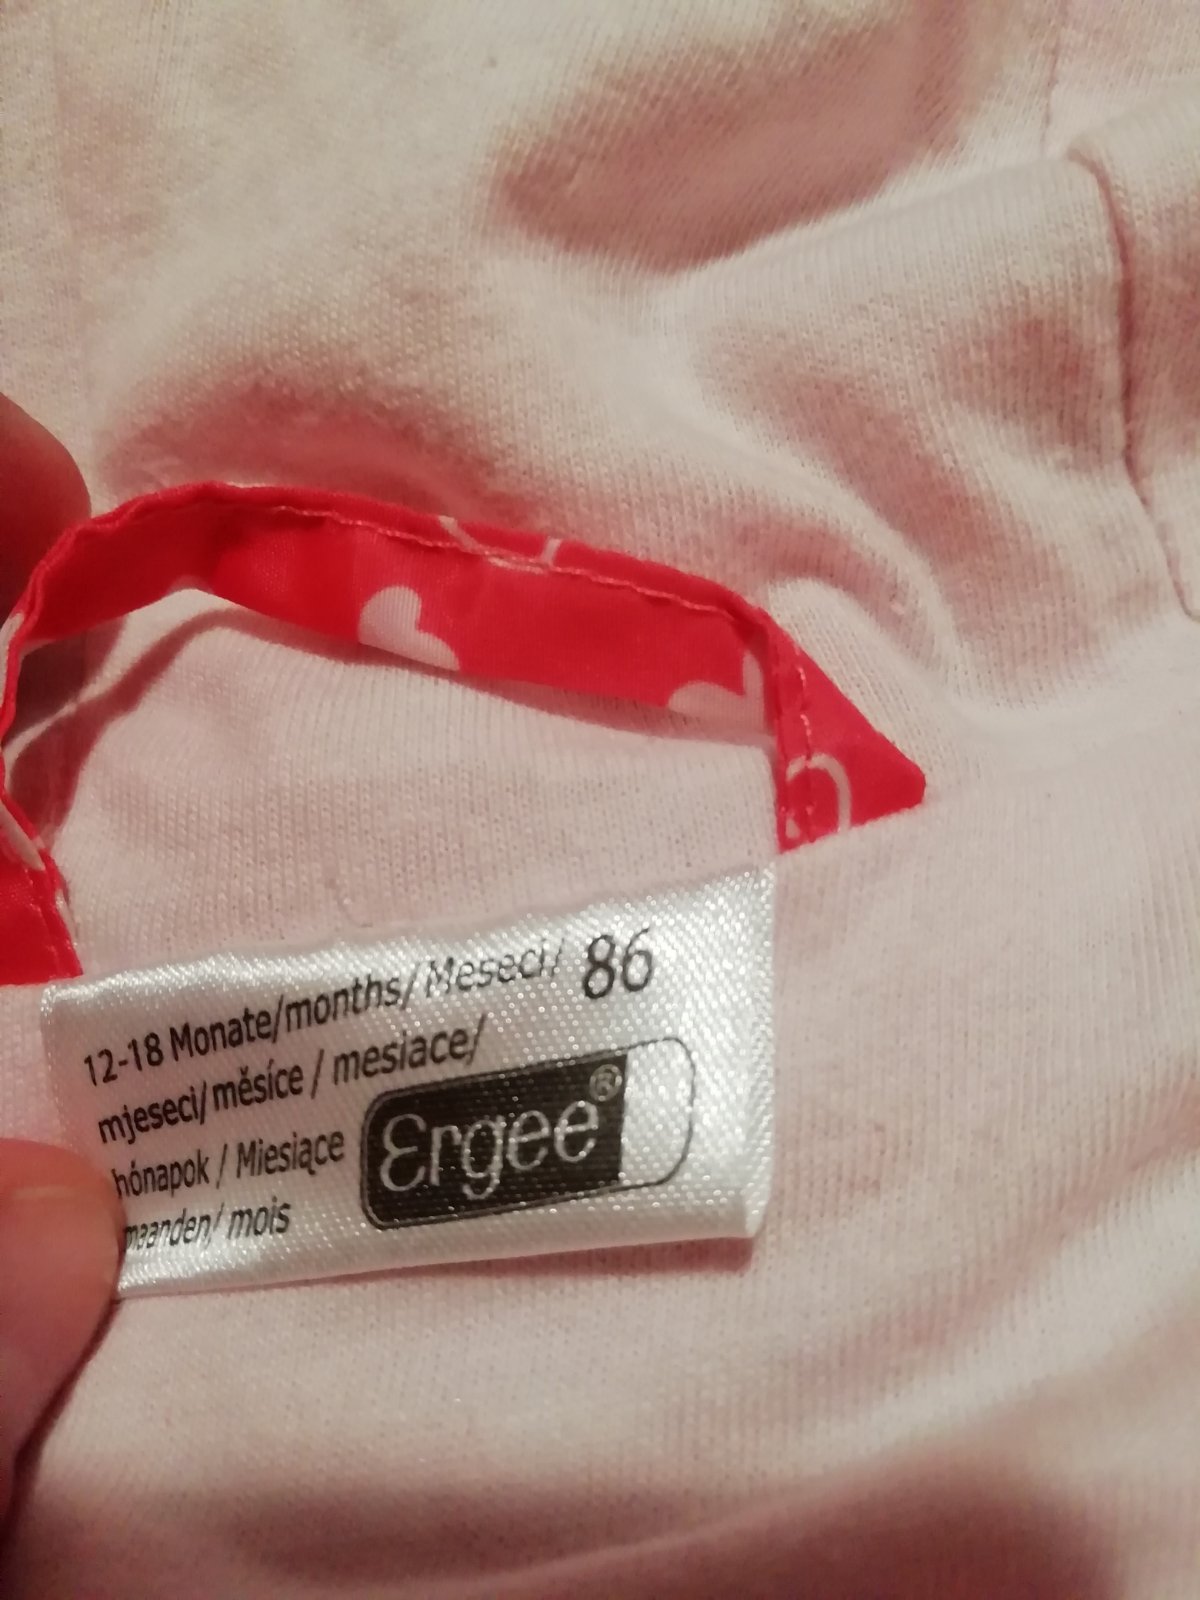 12-18 Monate/months/ Meseci/ 86
mjeseci/ měsíce / mesiace/
hónapok / Miesiące
maanden/ mois
Ergee®